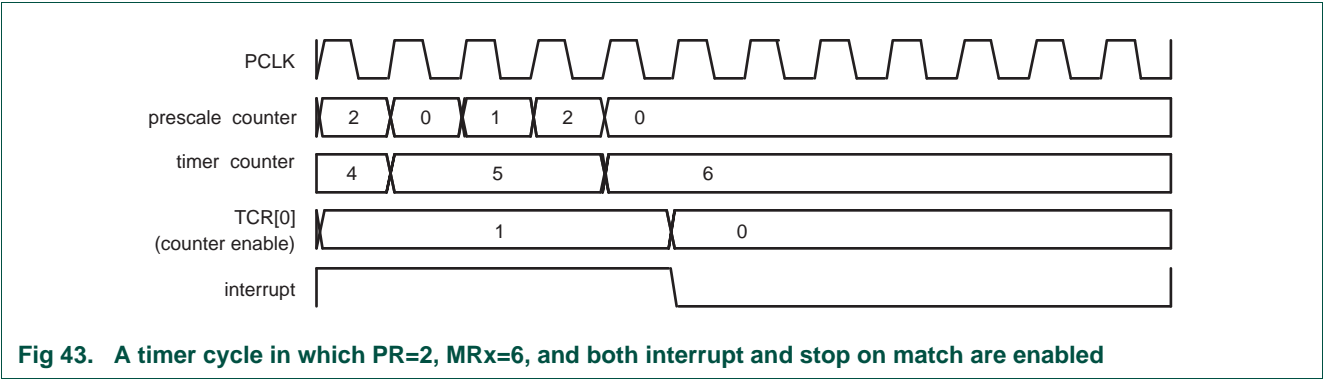 PCLK
prescale counter 2 0 1 2 0
timer counter 4 5 6
TCR[0]
(counter enable) 1 0
interrupt
Fig 43. A timer cycle in which PR=2, MRx=6, and both interrupt and stop on match are enabled